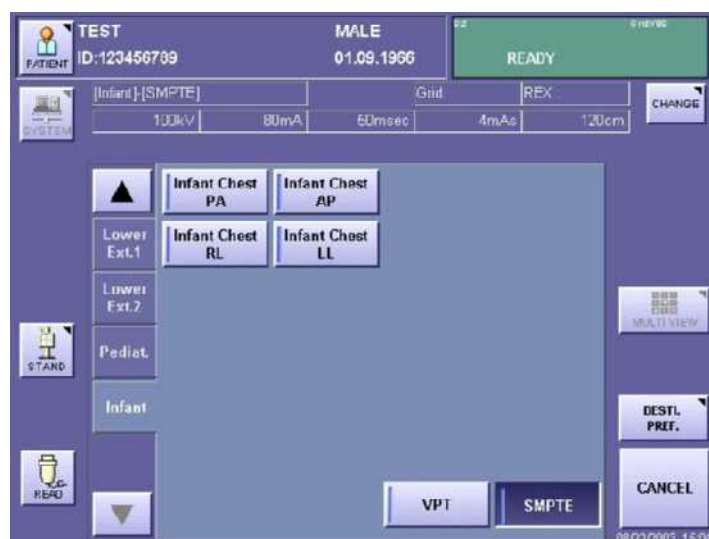 TEST
MALE
PATIENT
ID:123456789
01.09.1966
READY
[Infant]-[SMPTE]
Grid
REX
CHANGE
SYSTEM
100kV
80mA
50msec
4mAs
120cm
▲
Infant Chest
PA
Infant Chest
AP
Lower
Ext.1
Infant Chest
RL
Infant Chest
LL
Lower
Ext.2
MULTI VIEW
STAND
Pediat.
Infant
DESTI.
PREF.
READ
VPT
SMPTE
CANCEL
▼